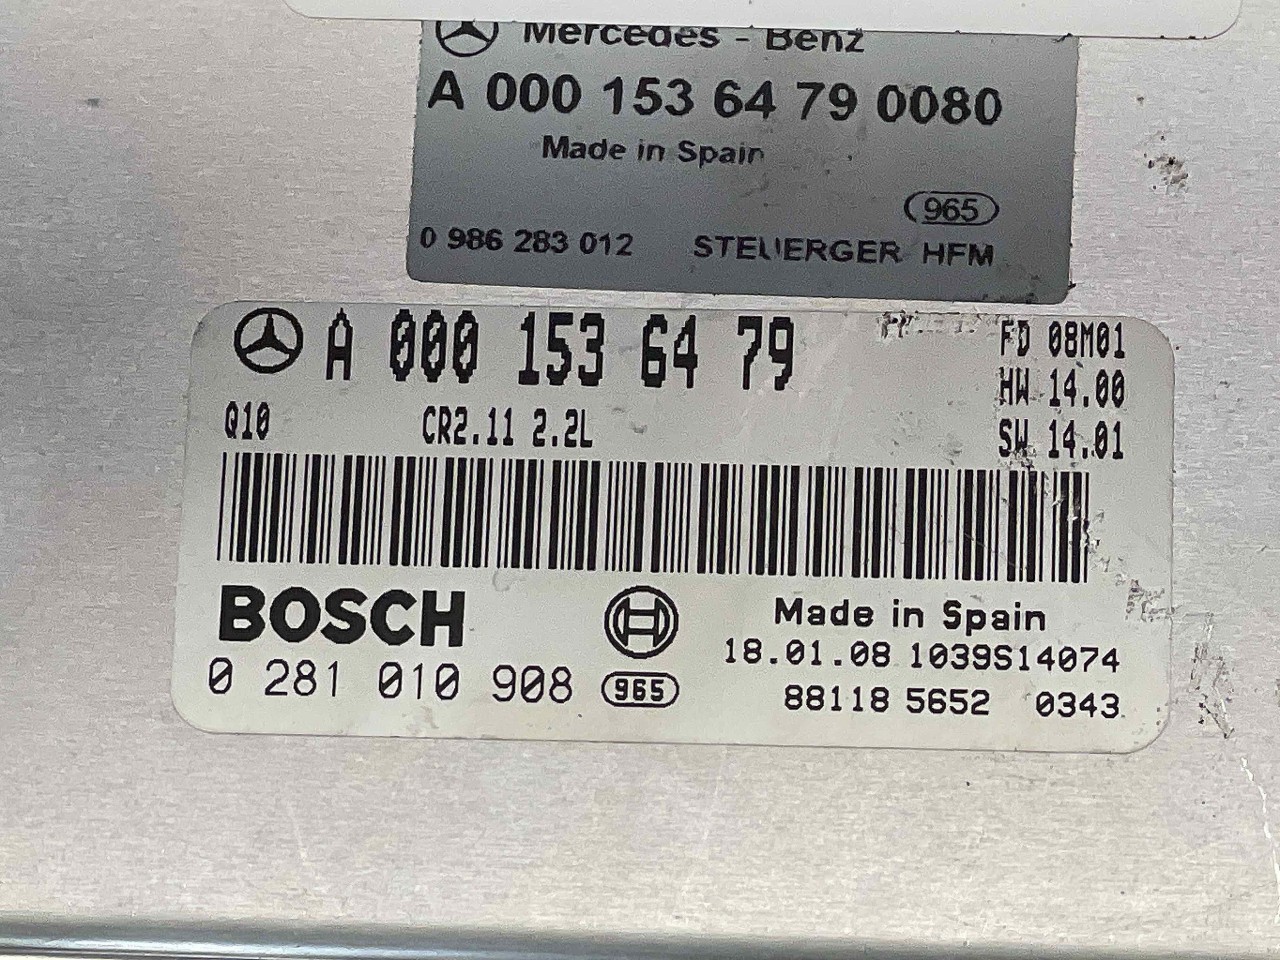 Mercedes - Benz
A 000 153 64 79 0080
Made in Spain
965
0 986 283 012 STEUERGER HFM
A 000 153 64 79 FD 08M01
HW 14.00
Q10 CR2.11 2.2L SW 14.01
BOSCH Made in Spain
18.01.08 1039S14074
0 281 010 908 965 88118 5652 0343